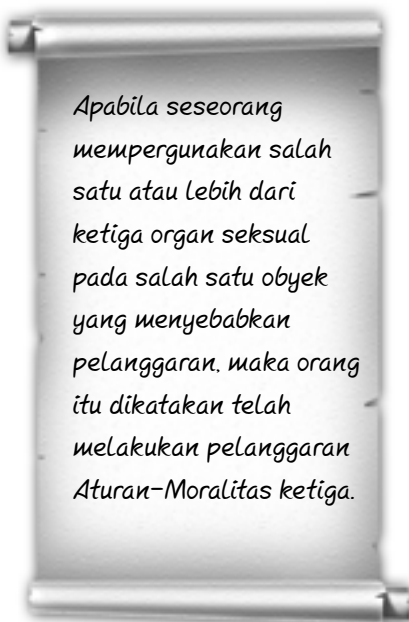 Apabila seseorang
mempergunakan salah
satu atau lebih dari
ketiga organ seksual
pada salah satu obyek
yang menyebabkan
pelanggaran, maka orang
itu dikatakan telah
melakukan pelanggaran
Aturan-Moralitas ketiga.